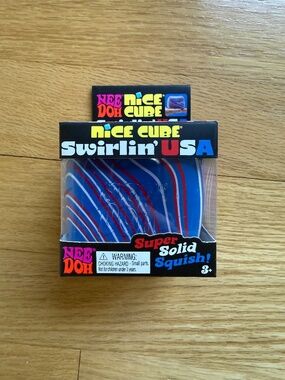 NEE NiCE
DOH CUBE
NiCE CUBE
Swirlin' USA
NEE
DOH
WARNING:
CHOKING HAZARD - Small parts.
Not for children under 3 years.
Super
Solid
Squish!
3+